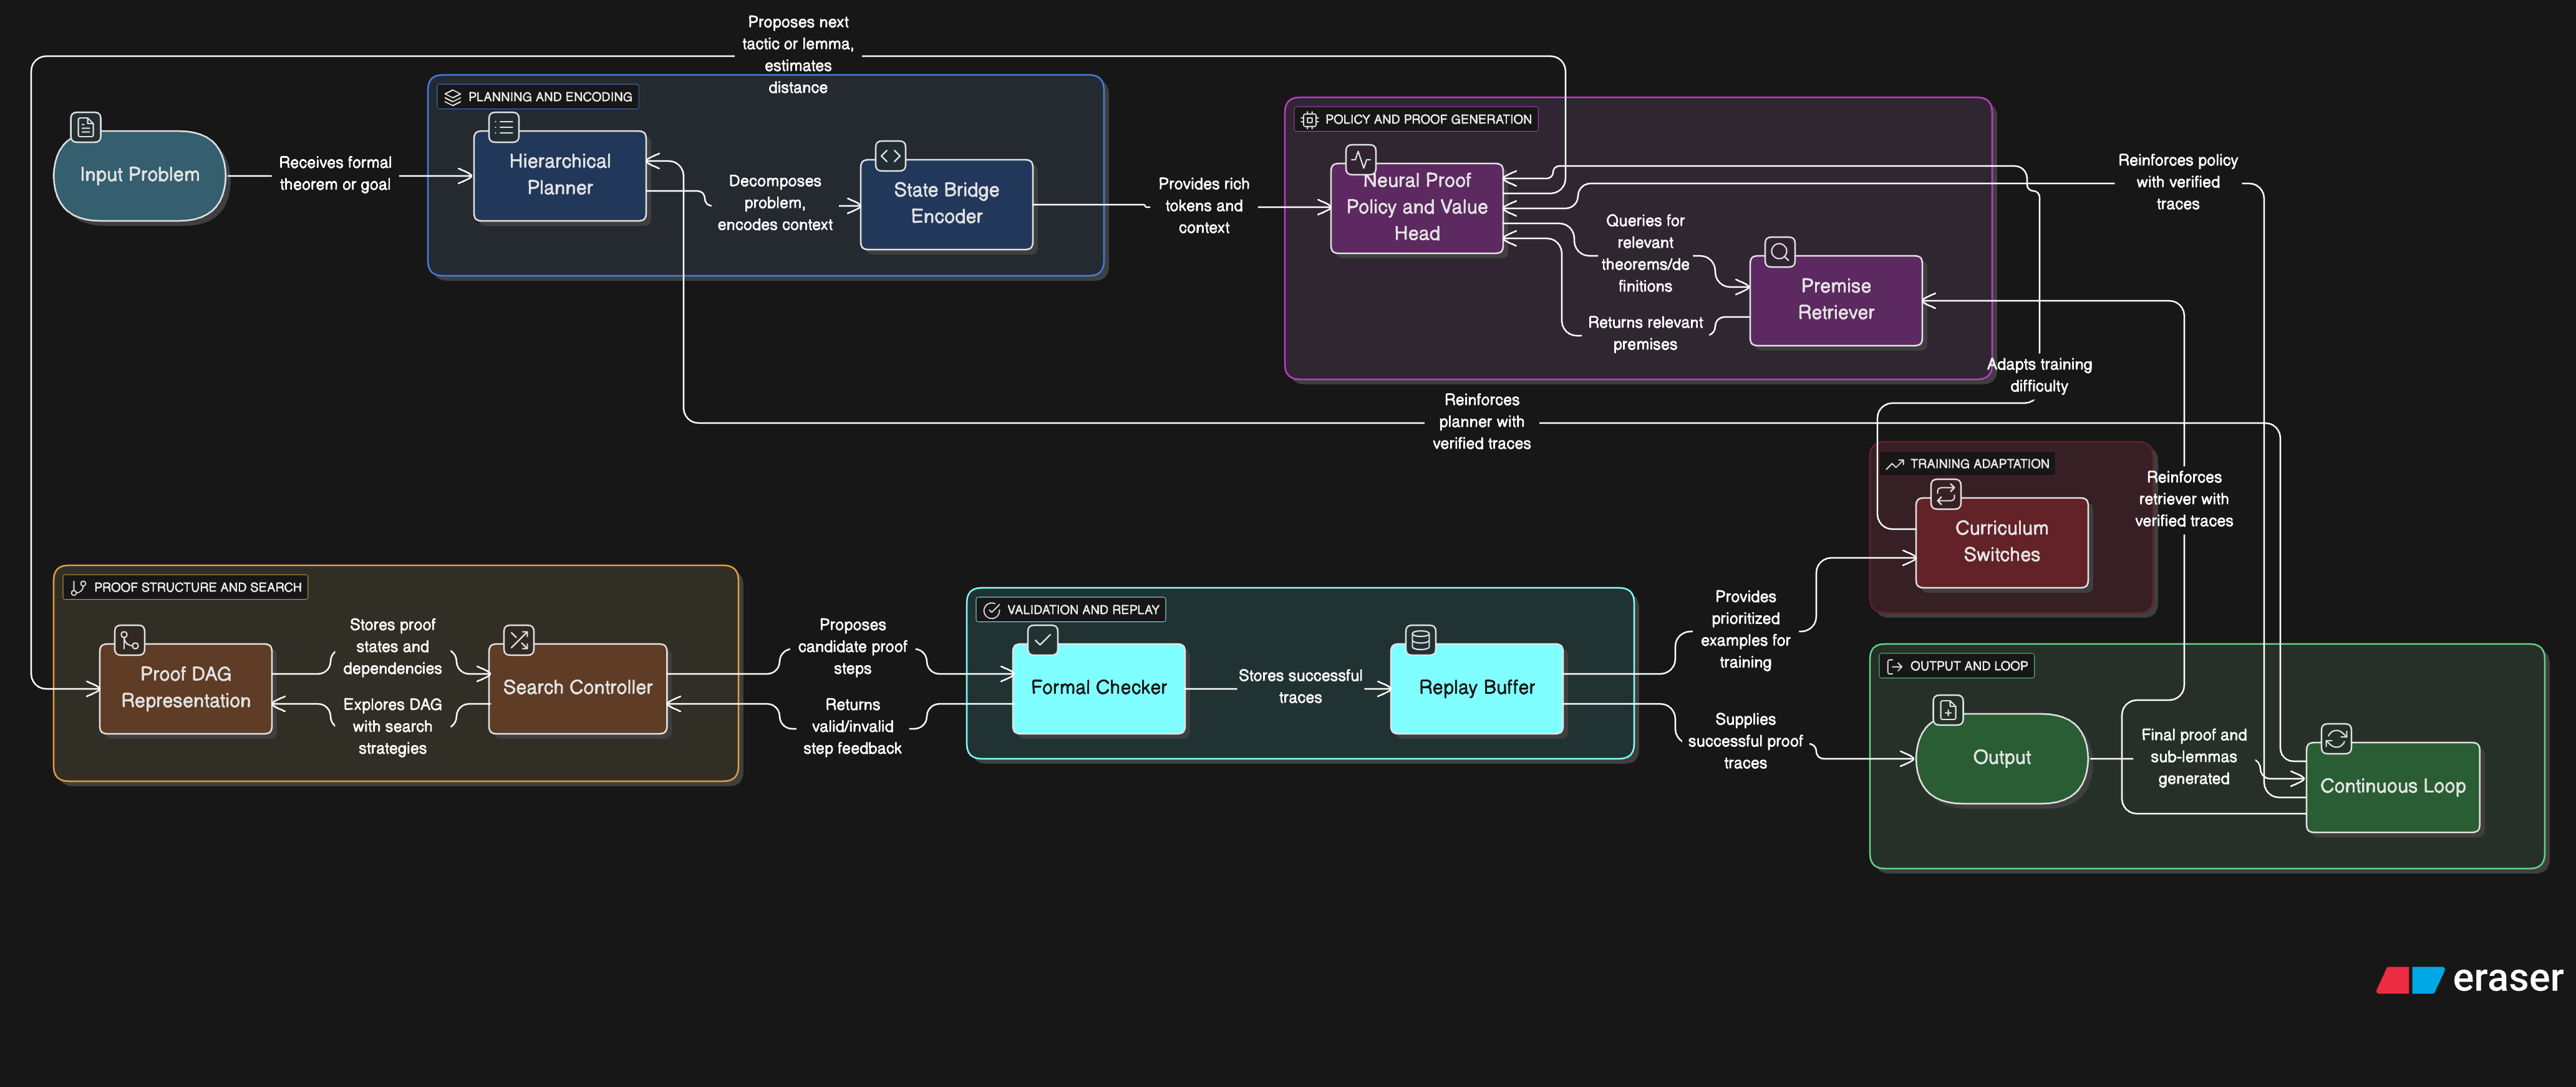 Proposes next
tactic or lemma,
estimates
distance
PLANNING AND ENCODING
Input Problem
Receives formal
theorem or goal
Hierarchical
Planner
Decomposes
problem,
encodes context
State Bridge
Encoder
Provides rich
tokens and
context
POLICY AND PROOF GENERATION
Neural Proof
Policy and Value
Head
Queries for
relevant
theorems/de
finitions
Returns relevant
premises
Premise
Retriever
Reinforces policy
with verified
traces
Adapts training
difficulty
Reinforces
planner with
verified traces
TRAINING ADAPTATION
Curriculum
Switches
Reinforces
retriever with
verified traces
PROOF STRUCTURE AND SEARCH
Proof DAG
Representation
Stores proof
states and
dependencies
Explores DAG
with search
strategies
Search Controller
Proposes
candidate proof
steps
Returns
valid/invalid
step feedback
VALIDATION AND REPLAY
Formal Checker
Stores successful
traces
Replay Buffer
Provides
prioritized
examples for
training
Supplies
successful proof
traces
OUTPUT AND LOOP
Output
Final proof and
sub-lemmas
generated
Continuous Loop
eraser